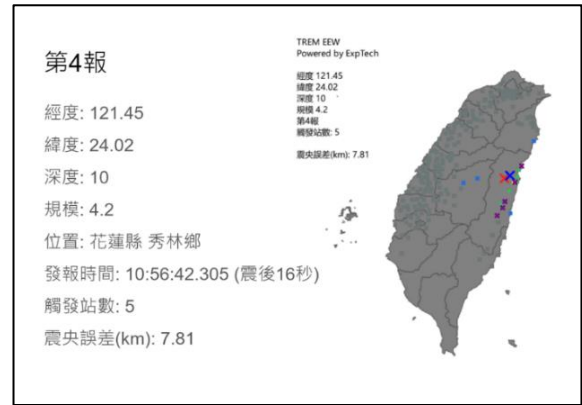 第4報
經度: 121.45
緯度: 24.02
深度: 10
規模: 4.2
位置: 花蓮縣 秀林鄉
發報時間: 10:56:42.305 (震後16秒)
觸發站數: 5
震央誤差(km): 7.81
TREM EEW
Powered by ExpTech
經度 121.45
緯度 24.02
深度 10
規模 4.2
第4報
觸發站數: 5
震央誤差(km): 7.81